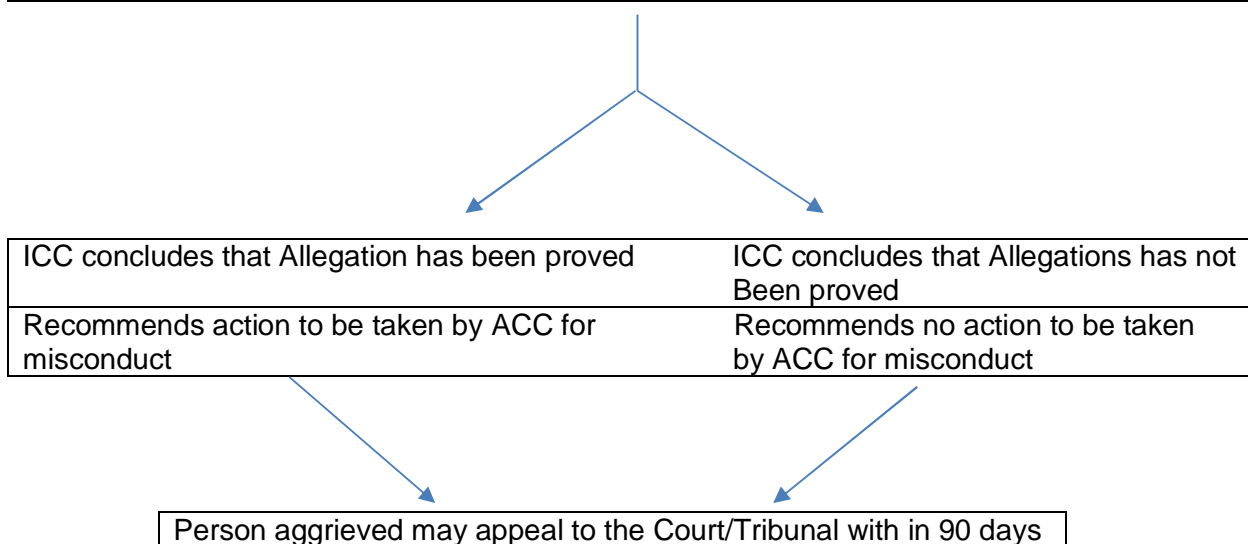 ICC concludes that Allegation has been proved
ICC concludes that Allegations has not
Been proved
Recommends action to be taken by ACC for
misconduct
Recommends no action to be taken
by ACC for misconduct
Person aggrieved may appeal to the Court/Tribunal with in 90 days